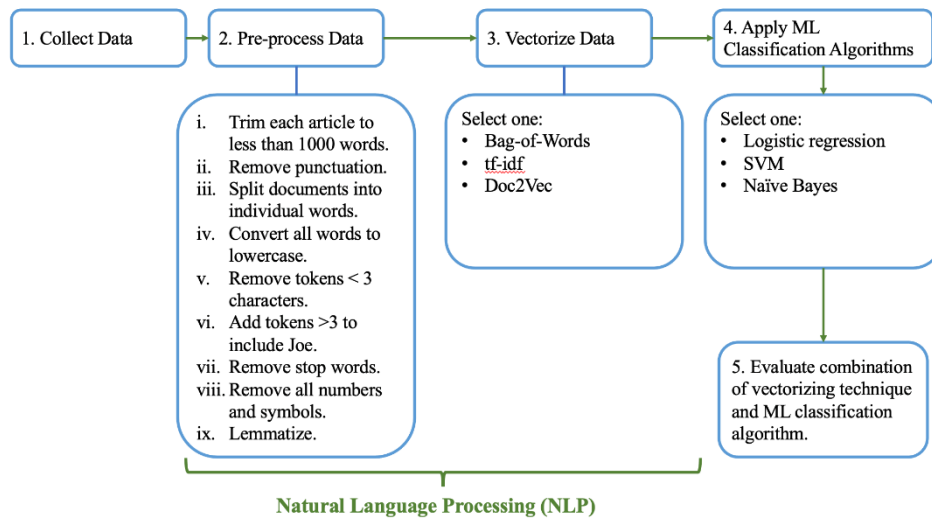 1. Collect Data
2. Pre-process Data
3. Vectorize Data
4. Apply ML
Classification Algorithms
i. Trim each article to
less than 1000 words.
ii. Remove punctuation.
iii. Split documents into
individual words.
iv. Convert all words to
lowercase.
v. Remove tokens < 3
characters.
vi. Add tokens >3 to
include Joe.
vii. Remove stop words.
viii. Remove all numbers
and symbols.
ix. Lemmatize.
Select one:
• Bag-of-Words
• tf-idf
• Doc2Vec
Select one:
• Logistic regression
• SVM
• Naïve Bayes
5. Evaluate combination
of vectorizing technique
and ML classification
algorithm.
Natural Language Processing (NLP)